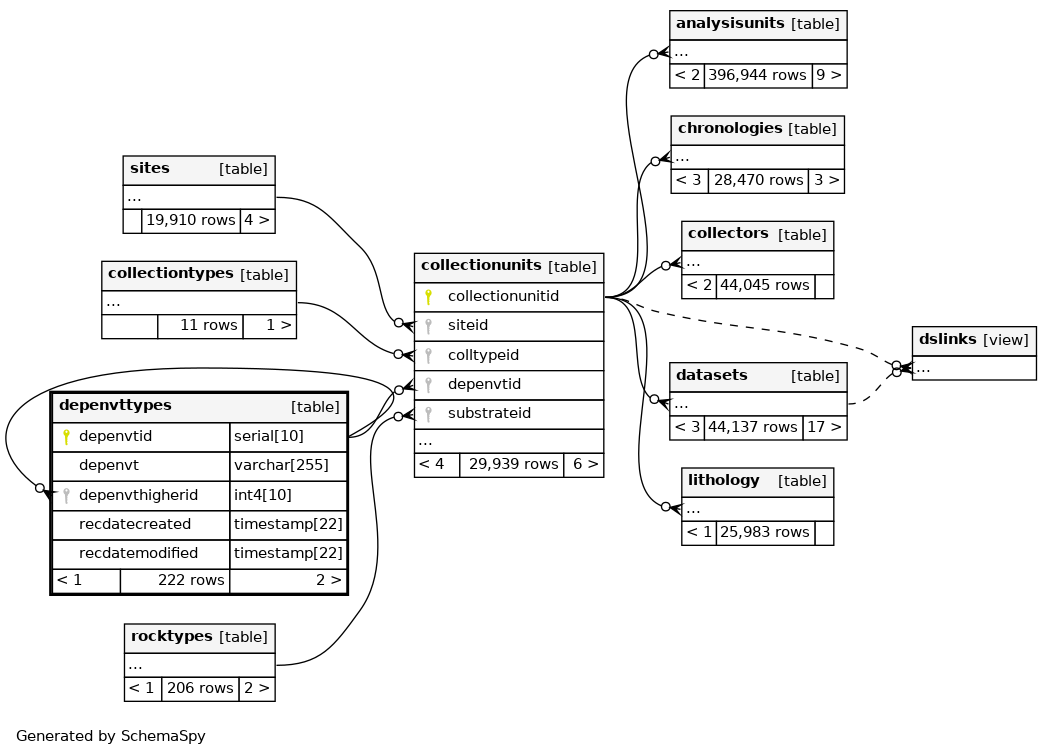 analysisunits [table]
...
< 2 396,944 rows 9 >
chronologies [table]
...
< 3 28,470 rows 3 >
sites [table]
...
19,910 rows 4 >
collectors [table]
...
< 2 44,045 rows
collectiontypes [table]
...
11 rows 1 >
collectionunits [table]
collectionunitid
siteid
colltypeid
depenvtid
substrateid
...
< 4 29,939 rows 6 >
dslinks [view]
...
datasets [table]
...
< 3 44,137 rows 17 >
depenvttypes [table]
depenvtid serial[10]
depenvt varchar[255]
depenvthigherid int4[10]
recdatecreated timestamp[22]
recdatemodified timestamp[22]
< 1 222 rows 2 >
lithology [table]
...
< 1 25,983 rows
rocktypes [table]
...
< 1 206 rows 2 >
Generated by SchemaSpy